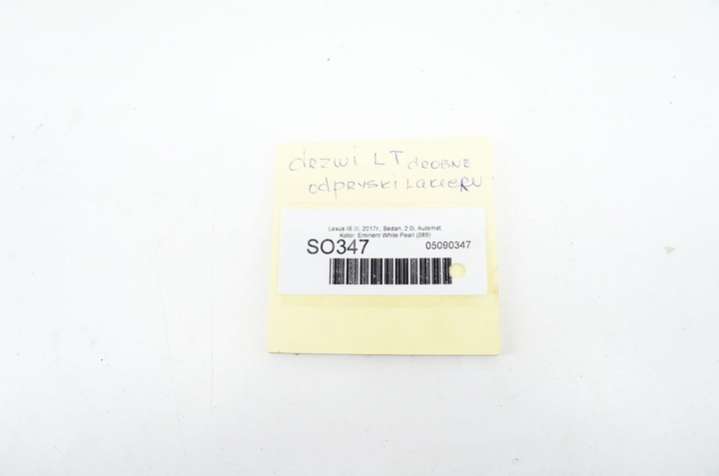 drzwi LT drobne
odpryski lakieru
Lexus IS III, 2017r., Sedan, 2.0i, Automat
Kolor: Eminent White Pearl (085)
SO347
05090347